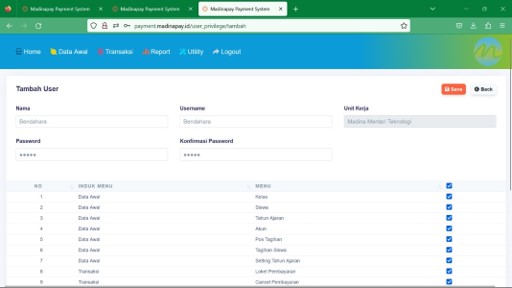 Madinapay Payment System
Madinapay Payment System
Madinapay Payment System
payment.madinapay.id/user_privilege/tambah
Home Data Awal Transaksi Report Utility Logout
Tambah User
Save Back
Nama Username Unit Kerja
Bendahara Bendahara Madina Mentari Teknologi
Password Konfirmasi Password
NO INDUK MENU MENU
1 Data Awal Kelas
2 Data Awal Siswa
3 Data Awal Tahun Ajaran
4 Data Awal Akun
5 Data Awal Pos Tagihan
6 Data Awal Tagihan Siswa
7 Data Awal Setting Tahun Ajaran
8 Transaksi Loket Pembayaran
9 Transaksi Cancel Pembayaran